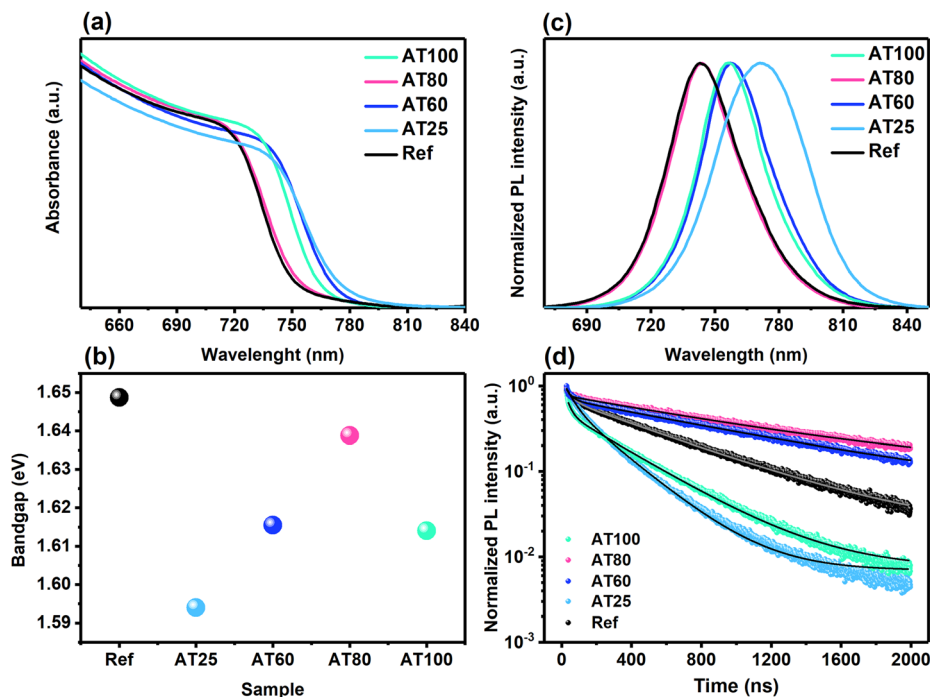 (a)
AT100
AT80
AT60
AT25
Ref
Absorbance (a.u.)
660 690 720 750 780 810 840
Wavelenght (nm)
(c)
AT100
AT80
AT60
AT25
Ref
Normalized PL intensity (a.u.)
690 720 750 780 810 840
Wavelength (nm)
(b)
Bandgap (eV)
1.65
1.64
1.63
1.62
1.61
1.60
1.59
Ref AT25 AT60 AT80 AT100
Sample
(d)
Normalized PL intensity (a.u.)
10⁰
10⁻¹
10⁻²
10⁻³
AT100
AT80
AT60
AT25
Ref
0 400 800 1200 1600 2000
Time (ns)